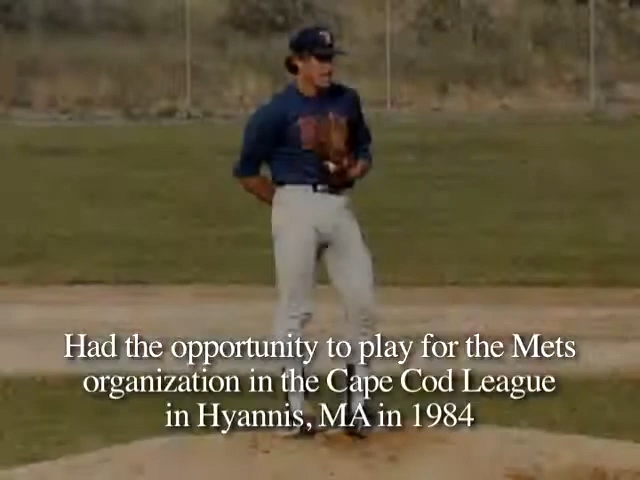 Had the opportunity to play for the Mets
organization in the Cape Cod League
in Hyannis, MA in 1984